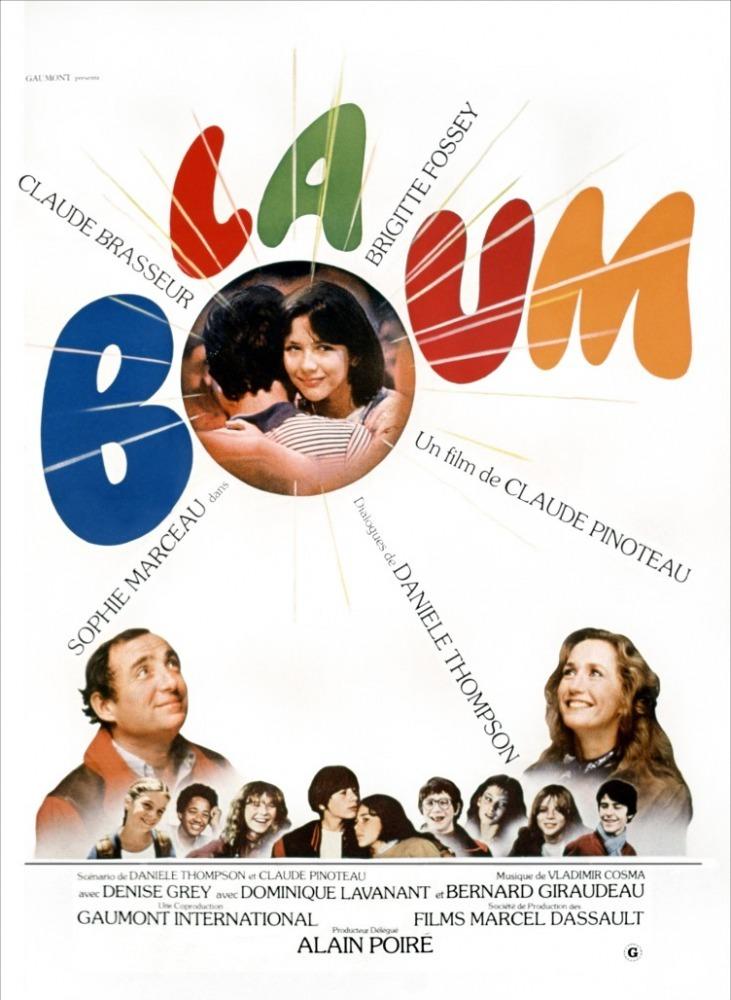 GAUMONT présente
CLAUDE BRASSEUR
BRIGITTE FOSSEY
LA
BOUM
SOPHIE MARCEAU dans
Un film de CLAUDE PINOTEAU
Dialogues de DANIELE THOMPSON
Scénario de DANIELE THOMPSON et CLAUDE PINOTEAU
Musique de VLADIMIR COSMA
avec DENISE GREY avec DOMINIQUE LAVANANT et BERNARD GIRAUDEAU
Une Coproduction
Société de Production des
GAUMONT INTERNATIONAL
FILMS MARCEL DASSAULT
Producteur Délégué
ALAIN POIRÉ
G